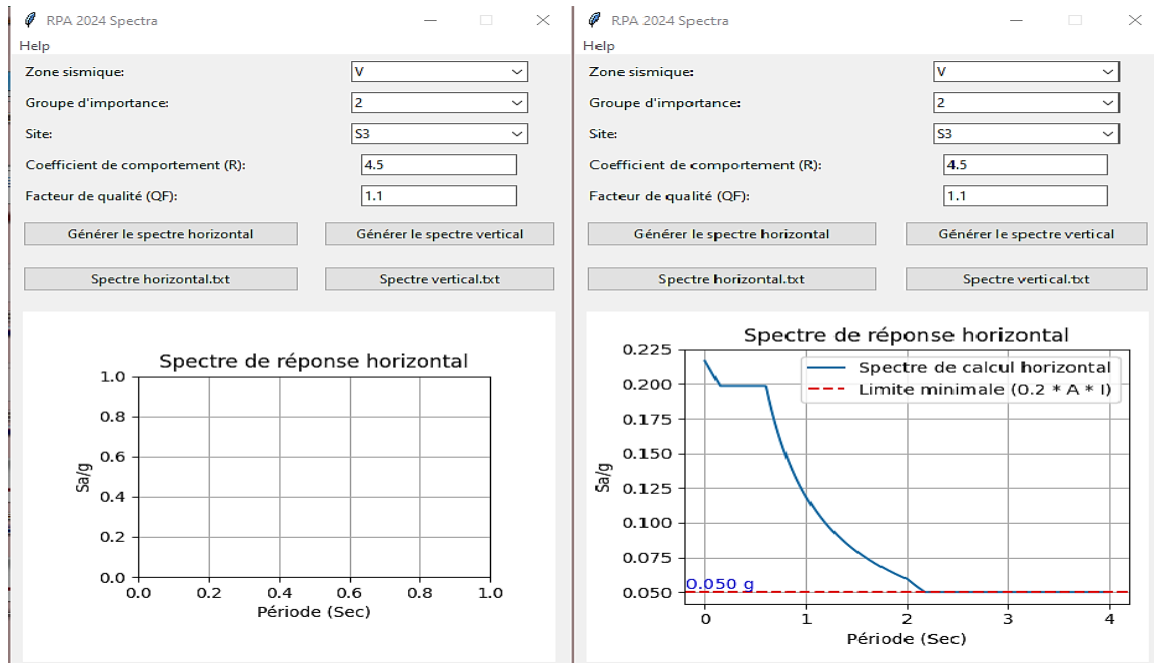 RPA 2024 Spectra
Help
Zone sismique: V
Groupe d'importance: 2
Site: S3
Coefficient de comportement (R): 4.5
Facteur de qualité (QF): 1.1
Générer le spectre horizontal Générer le spectre vertical
Spectre horizontal.txt Spectre vertical.txt
Spectre de réponse horizontal
1.0
0.8
0.6
0.4
0.2
0.0
Sa/g
0.0 0.2 0.4 0.6 0.8 1.0
Période (Sec)
RPA 2024 Spectra
Help
Zone sismique: V
Groupe d'importance: 2
Site: S3
Coefficient de comportement (R): 4.5
Facteur de qualité (QF): 1.1
Générer le spectre horizontal Générer le spectre vertical
Spectre horizontal.txt Spectre vertical.txt
Spectre de réponse horizontal
Spectre de calcul horizontal
Limite minimale (0.2 * A * I)
0.225
0.200
0.175
0.150
0.125
0.100
0.075
0.050
0.050 g
Sa/g
0 1 2 3 4
Période (Sec)